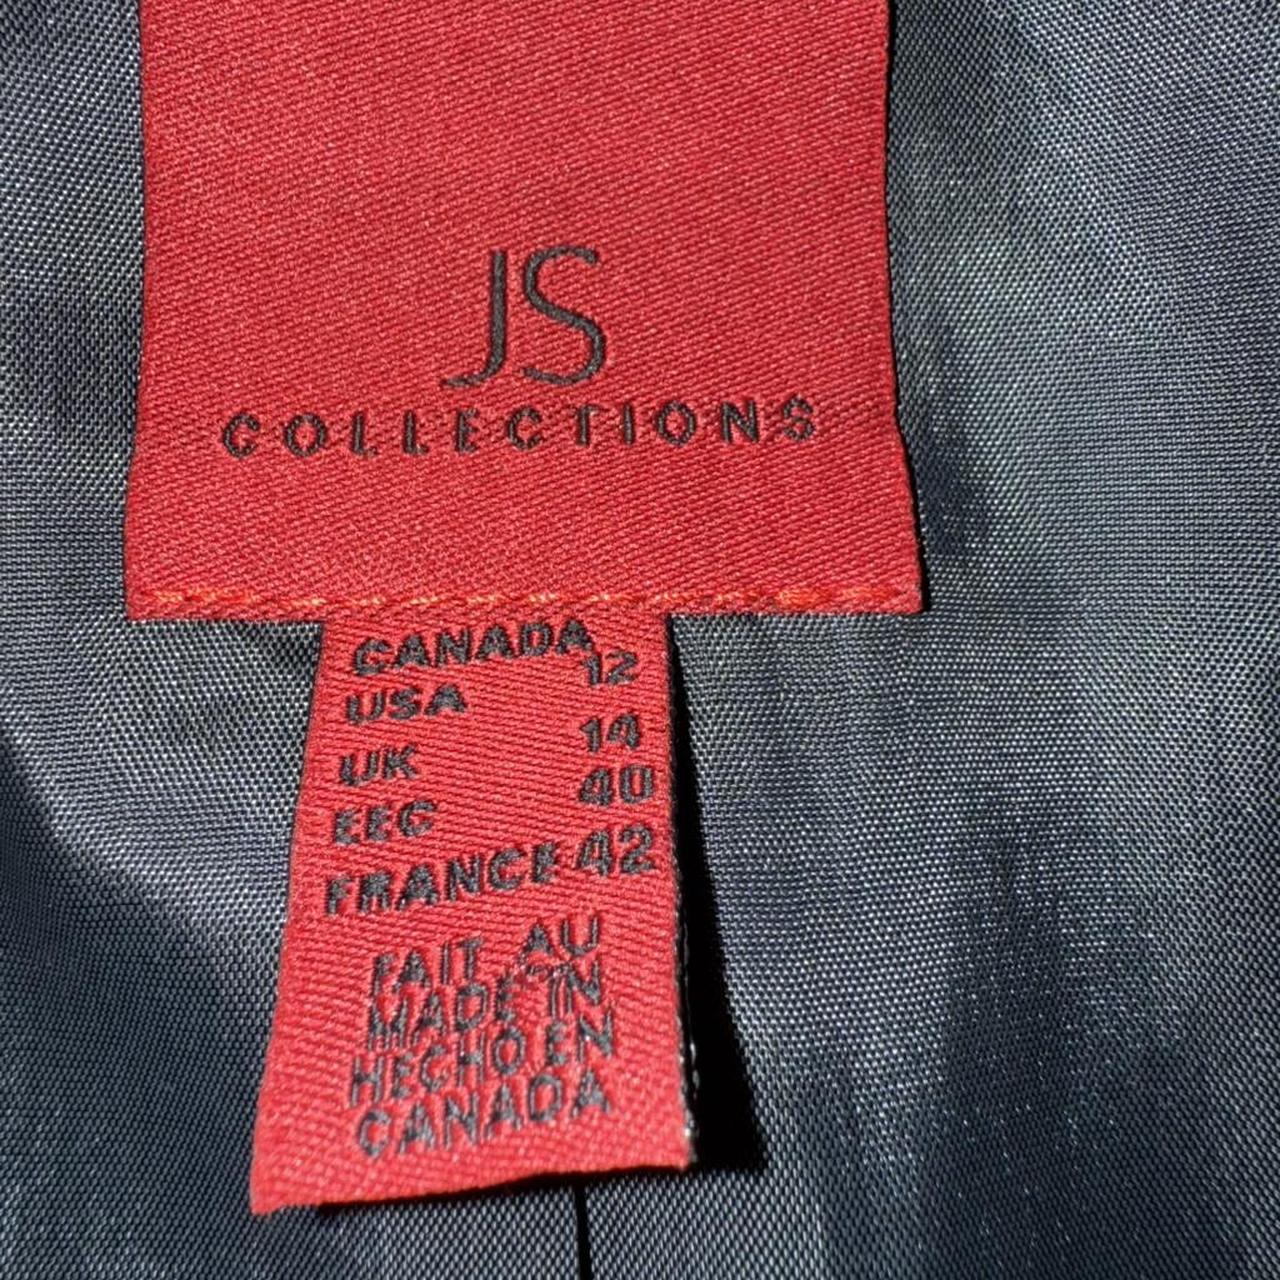 JS
COLLECTIONS
CANADA
USA 12
UK 14
EEC 40
FRANCE 42
FAIT AU
MADE IN
HECHO EN
CANADA